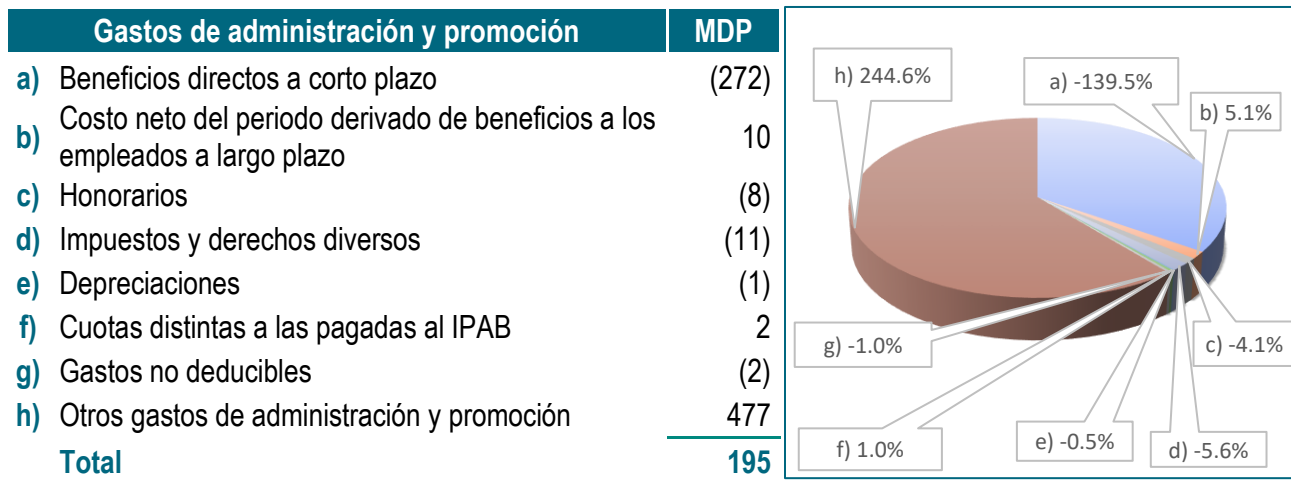 Gastos de administración y promoción MDP
a) Beneficios directos a corto plazo (272)
b) Costo neto del periodo derivado de beneficios a los
empleados a largo plazo 10
c) Honorarios (8)
d) Impuestos y derechos diversos (11)
e) Depreciaciones (1)
f) Cuotas distintas a las pagadas al IPAB 2
g) Gastos no deducibles (2)
h) Otros gastos de administración y promoción 477
Total 195
h) 244.6%
a) -139.5%
b) 5.1%
g) -1.0%
c) -4.1%
f) 1.0%
e) -0.5%
d) -5.6%